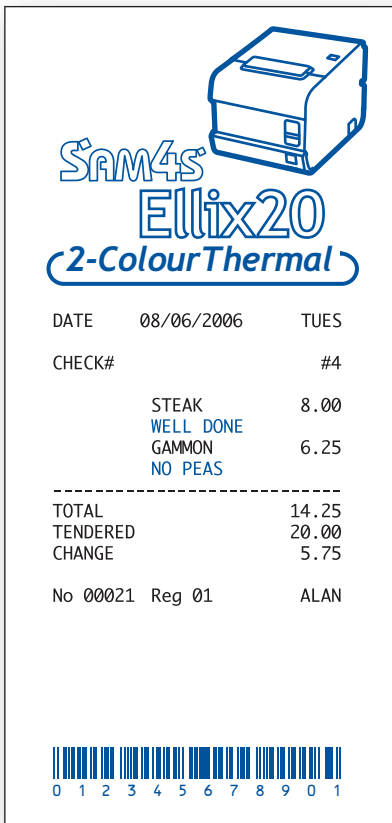 SAM4S
Ellix20
2-Colour Thermal
DATE 08/06/2006 TUES
CHECK# #4
STEAK 8.00
WELL DONE
GAMMON 6.25
NO PEAS
TOTAL 14.25
TENDERED 20.00
CHANGE 5.75
No 00021 Reg 01 ALAN
0 1 2 3 4 5 6 7 8 9 0 1